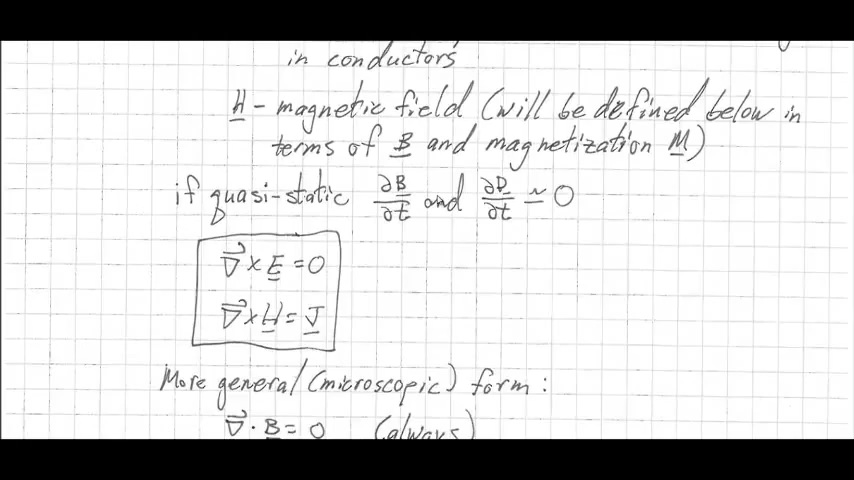 in conductors
H - magnetic field (will be defined below in
terms of B and magnetization M)
if quasi-static ∂B/∂t and ∂D/∂t ≃ 0
∇⃗ × E = 0
∇⃗ × H = J
More general (microscopic) form:
∇⃗ · B = 0 (always)